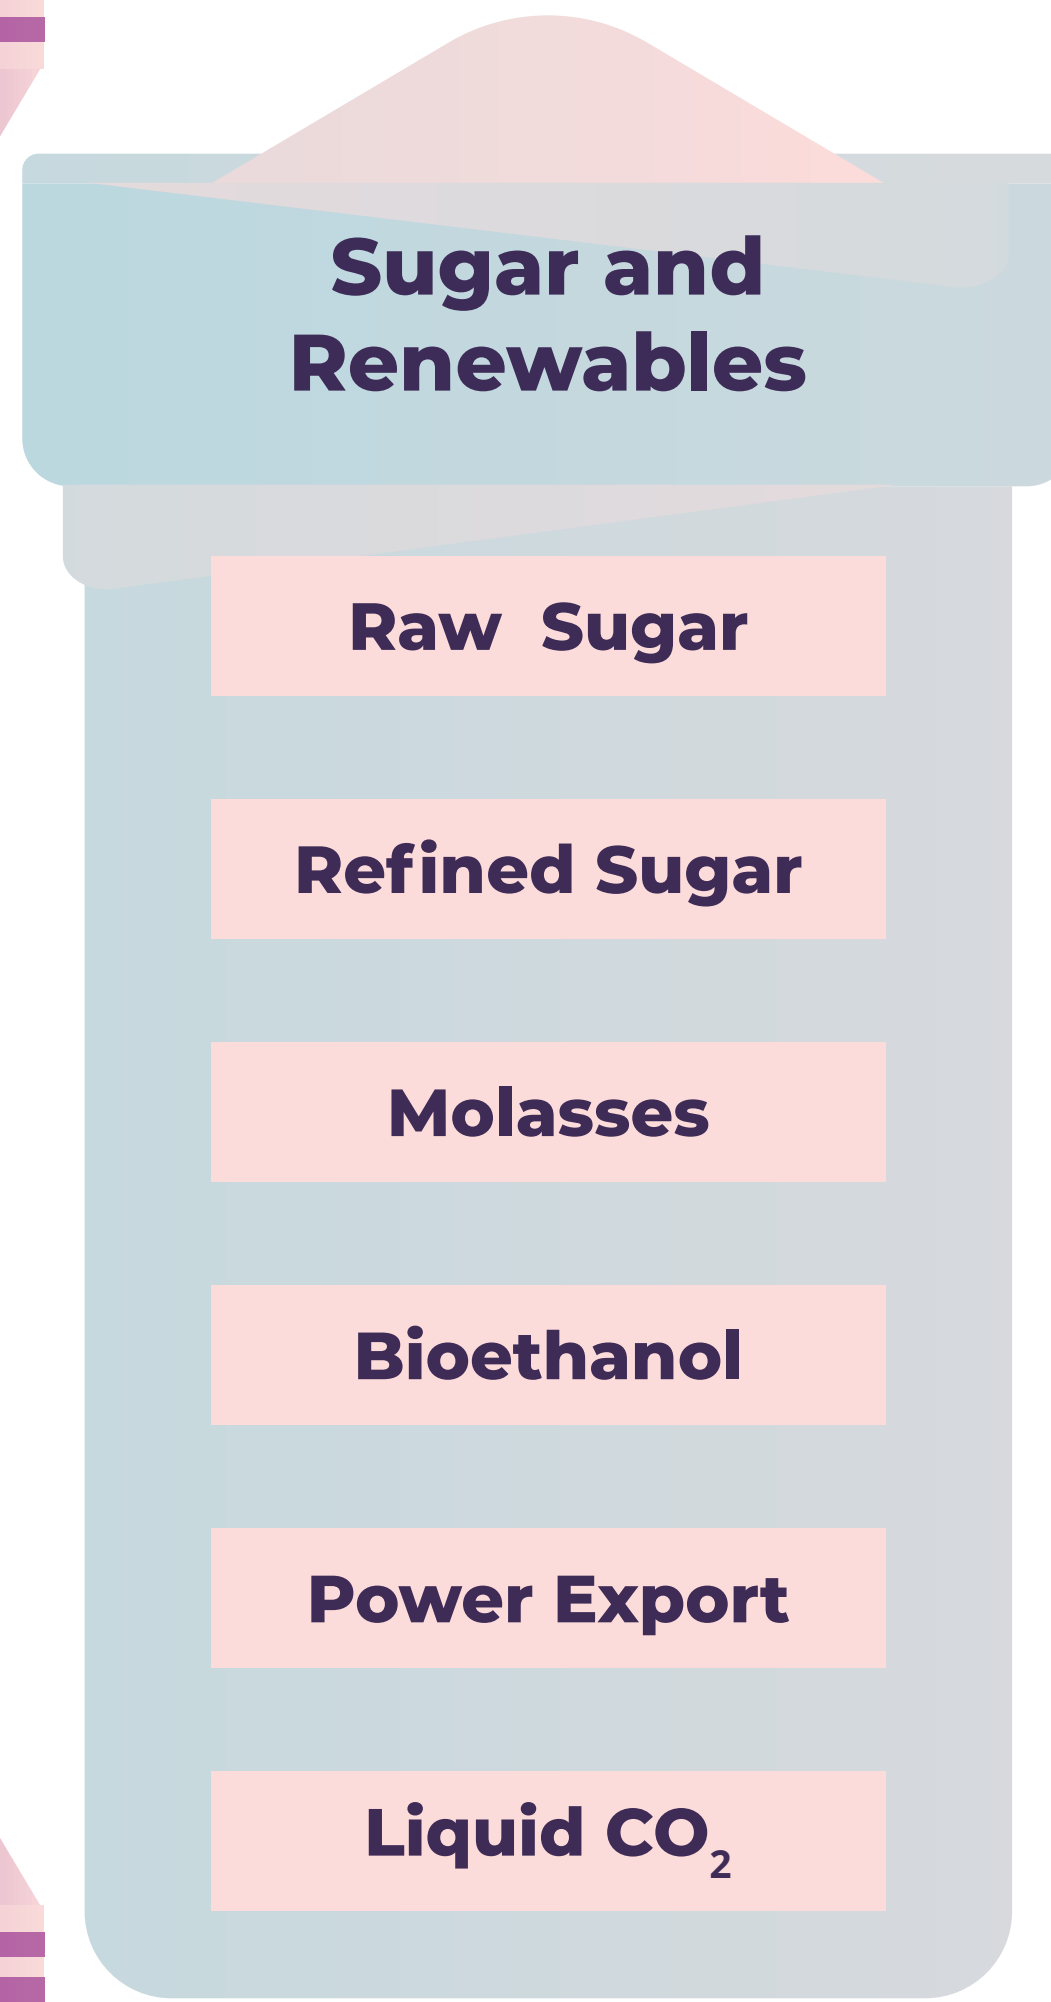 Sugar and
Renewables
Raw  Sugar
Refined Sugar
Molasses
Bioethanol
Power Export
Liquid CO₂